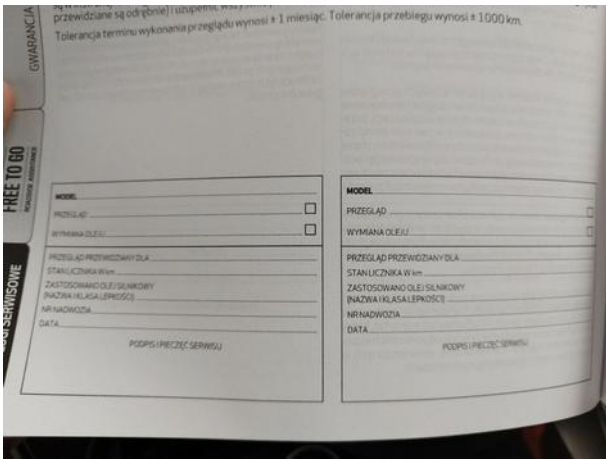 przewidziane są odrębnie) i uzupełnił
Tolerancja terminu wykonania przeglądu wynosi ± 1 miesiąc. Tolerancja przebiegu wynosi ± 1000 km.
GWARANCJA
FREE TO GO
SERWISOWE
MODEL
PRZEGLĄD
WYMIANA OLEJU
PRZEGLĄD PRZEWIDZIANY DLA
STAN LICZNIKA W km
ZASTOSOWANO OLEJ SILNIKOWY
(NAZWA I KLASA LEPKOŚCI)
NR NADWOZIA
DATA
PODPIS I PIECZĘĆ SERWISU
MODEL
PRZEGLĄD
WYMIANA OLEJU
PRZEGLĄD PRZEWIDZIANY DLA
STAN LICZNIKA W km
ZASTOSOWANO OLEJ SILNIKOWY
(NAZWA I KLASA LEPKOŚCI)
NR NADWOZIA
DATA
PODPIS I PIECZĘĆ SERWISU